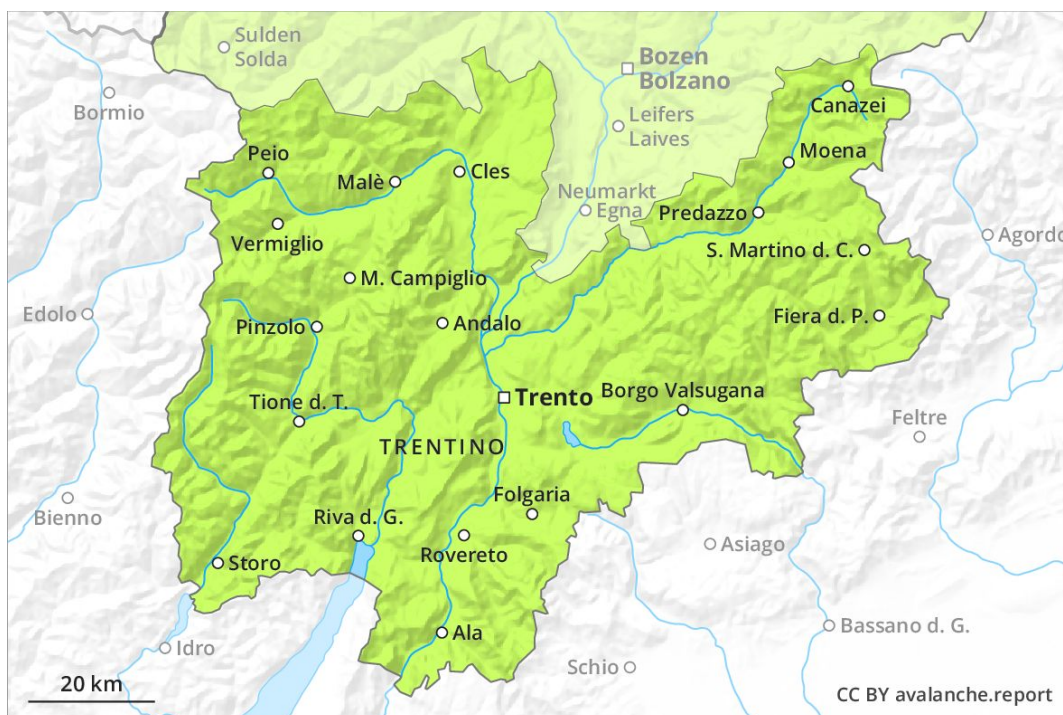 Sulden
Solda
Bozen
Bolzano
Bormio
Canazei
Leifers
Laives
Peio
Moena
Malè
Cles
Neumarkt
Egna
Predazzo
Vermiglio
Agordo
S. Martino d. C.
M. Campiglio
Edolo
Pinzolo
Andalo
Fiera d. P.
Trento
Borgo Valsugana
Tione d. T.
Feltre
TRENTINO
Folgaria
Bienno
Riva d. G.
Asiago
Rovereto
Storo
Ala
Bassano d. G.
Idro
Schio
20 km
CC BY avalanche.report